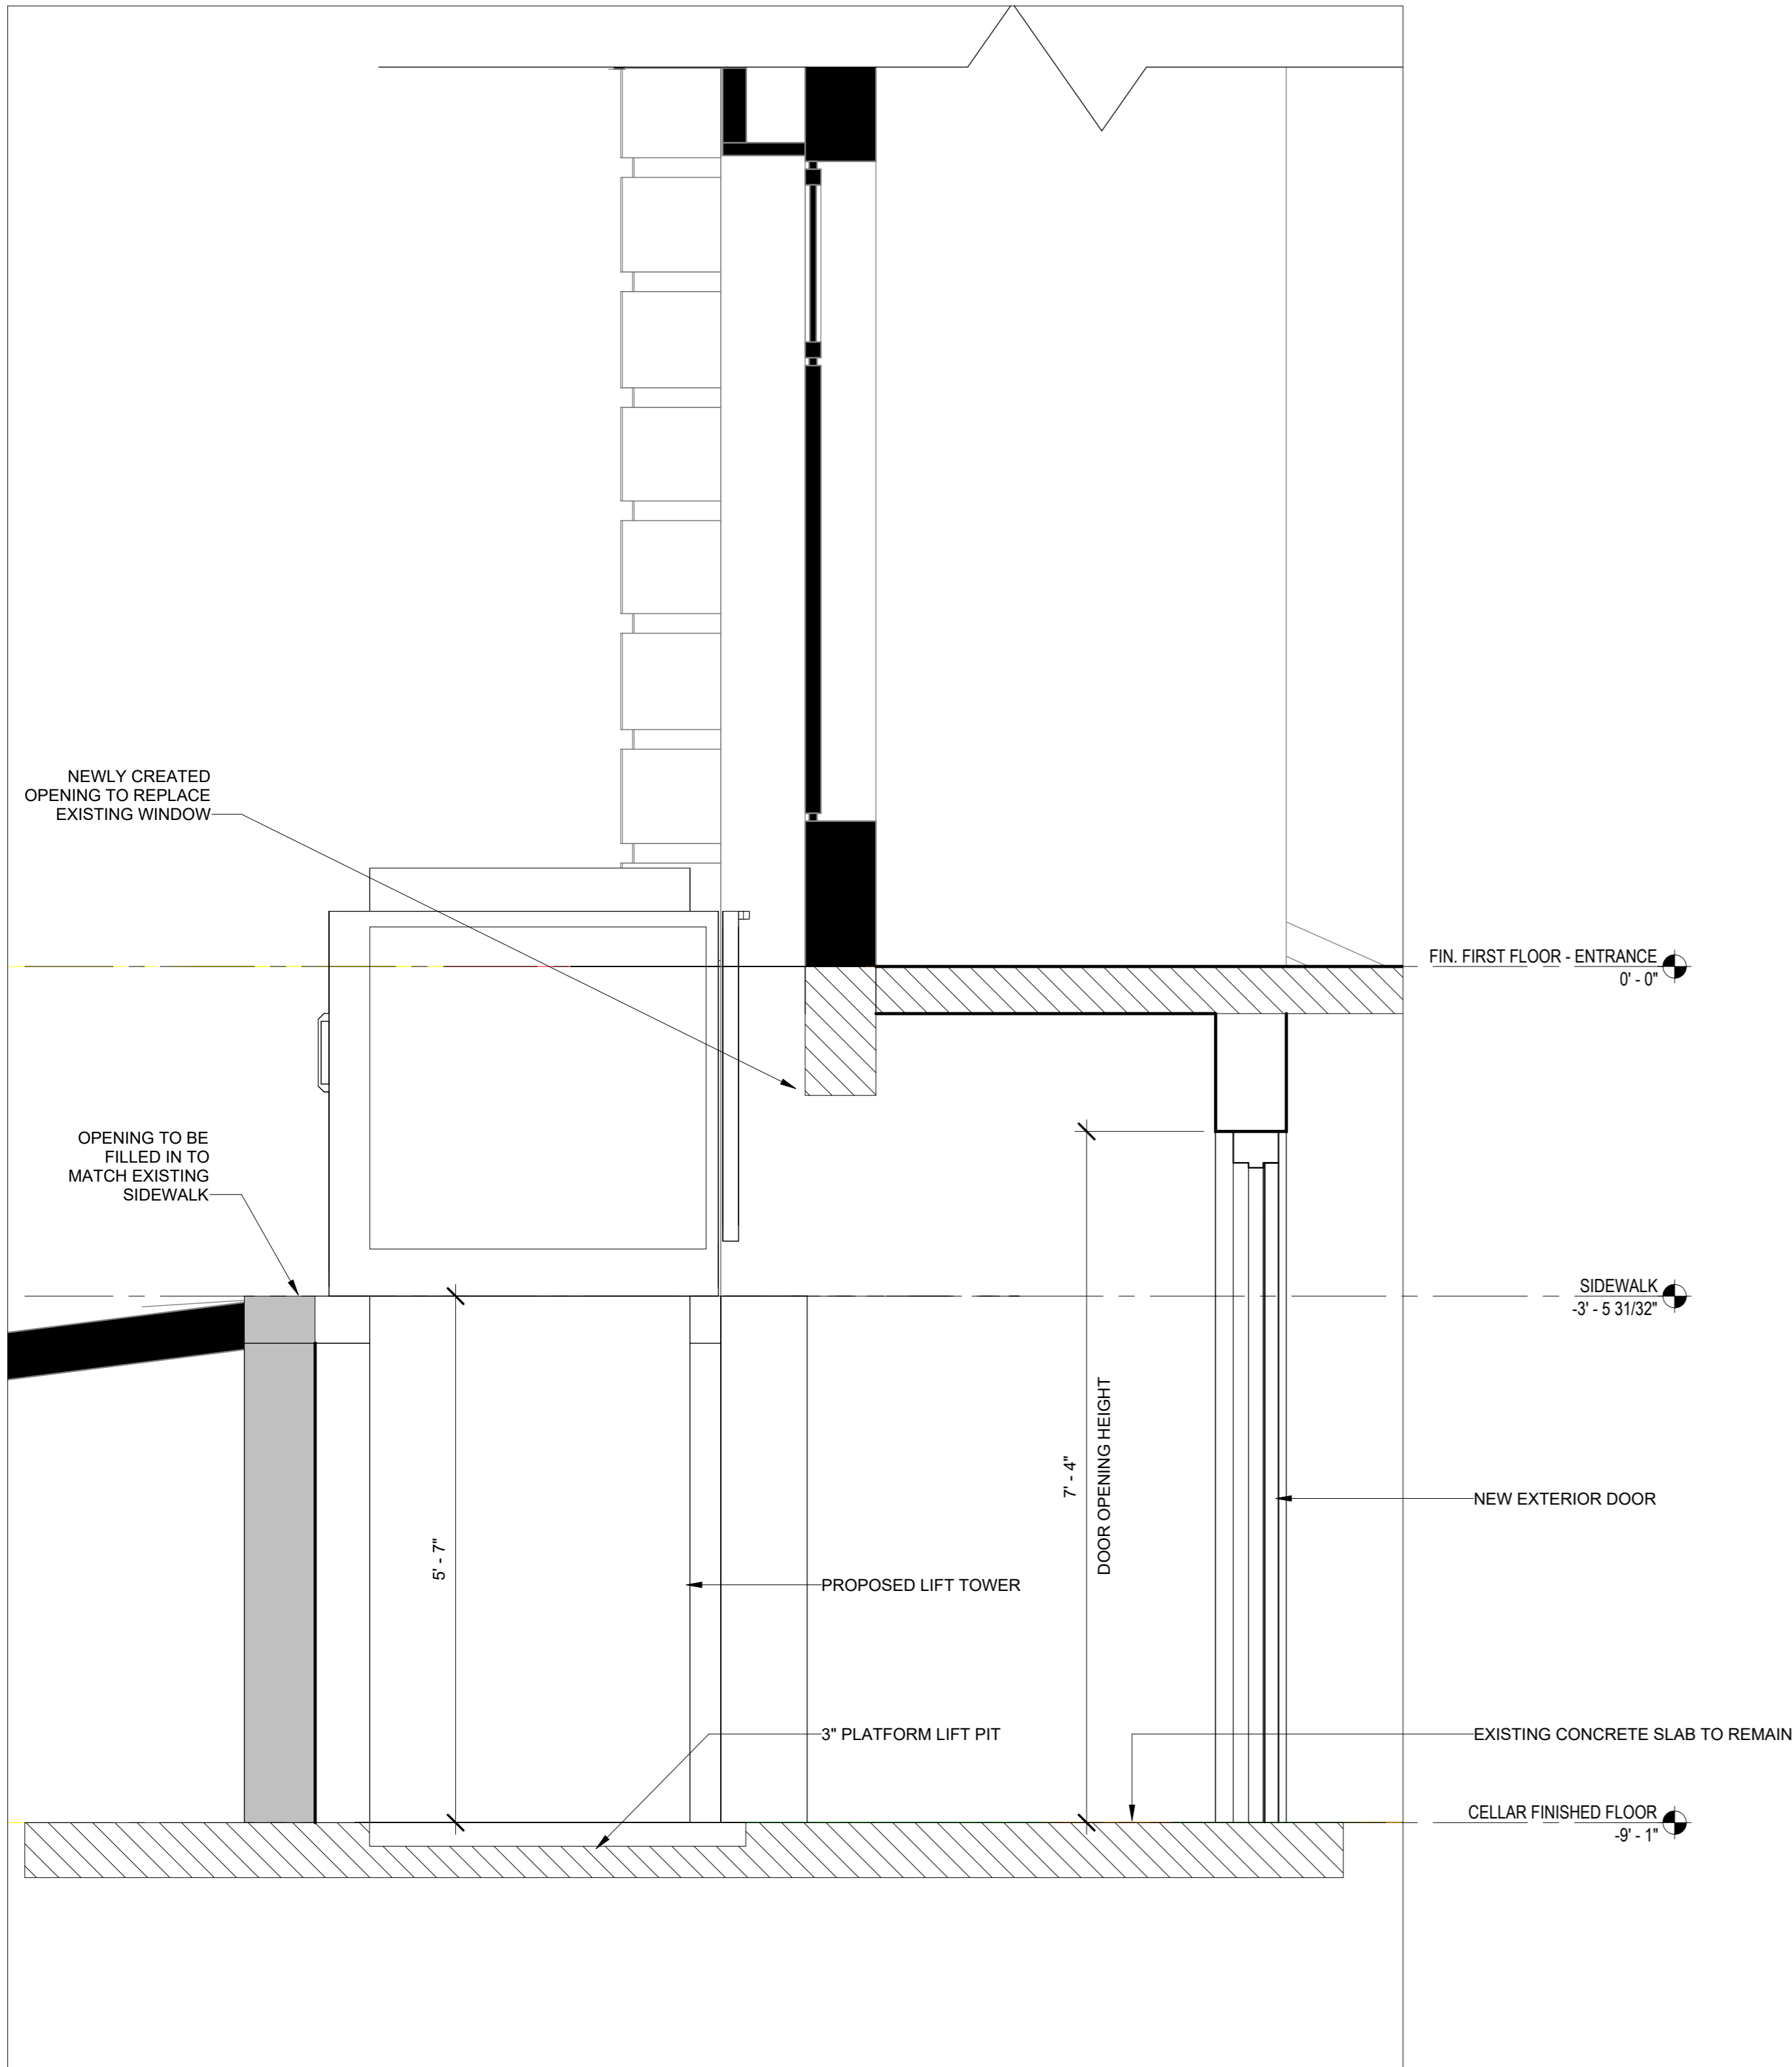 NEWLY CREATED
OPENING TO REPLACE
EXISTING WINDOW
FIN. FIRST FLOOR - ENTRANCE
0' - 0"
OPENING TO BE
FILLED IN TO
MATCH EXISTING
SIDEWALK
SIDEWALK
-3' - 5 31/32"
5' - 7"
7' - 4"
DOOR OPENING HEIGHT
NEW EXTERIOR DOOR
PROPOSED LIFT TOWER
3" PLATFORM LIFT PIT
EXISTING CONCRETE SLAB TO REMAIN
CELLAR FINISHED FLOOR
-9' - 1"